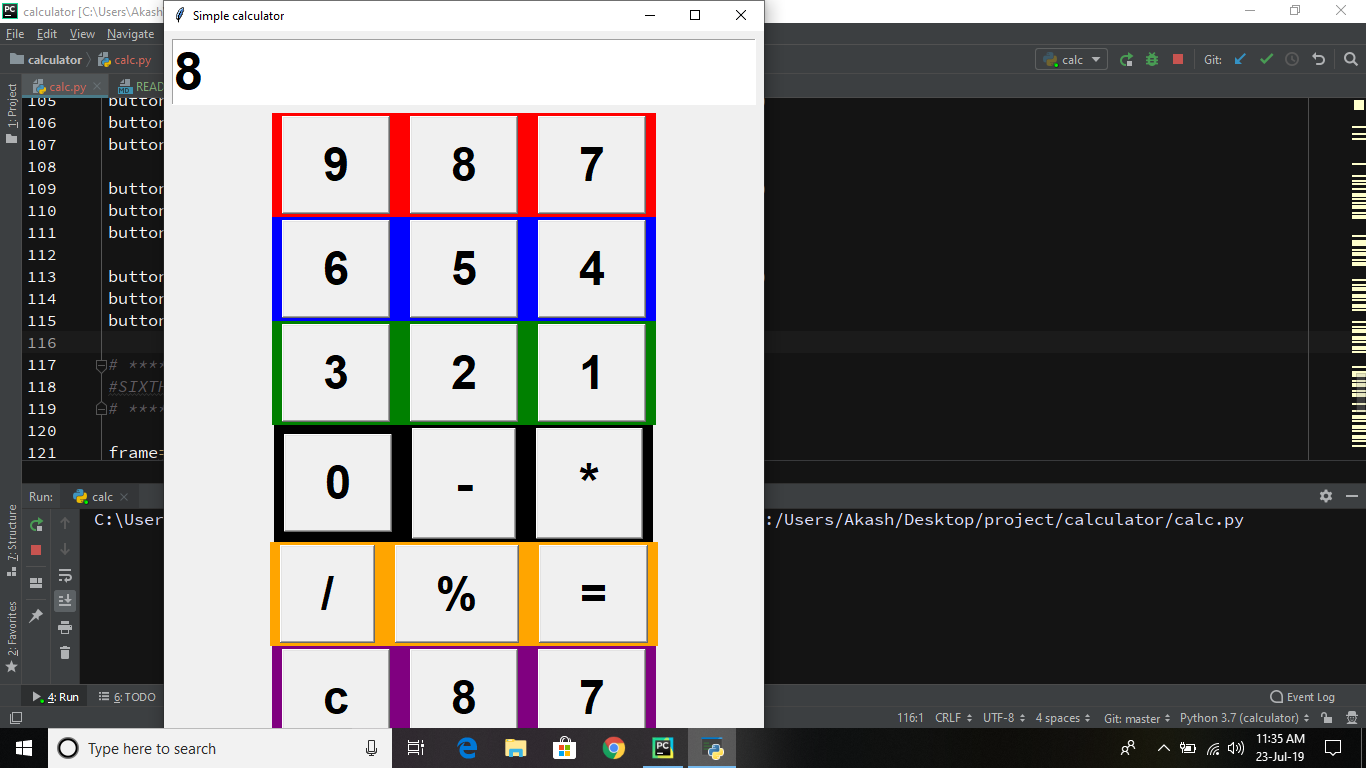 calculator [C:\Users\Akash
Simple calculator
File Edit View Navigate
calculator calc.py
calc Git:
calc.py READ
1: Project
8
105 button
106 button
107 button
108
109 button
110 button
111 button
112
113 button
114 button
115 button
116
117 # ****
118 #SIXTH
119 # ****
120
121 frame=
9 8 7
6 5 4
3 2 1
0 - *
/ % =
c 8 7
Run: calc
C:\User :/Users/Akash/Desktop/project/calculator/calc.py
7: Structure
2: Favorites
4: Run 6: TODO Event Log
116:1 CRLF UTF-8 4 spaces Git: master Python 3.7 (calculator)
Type here to search
11:35 AM
23-Jul-19